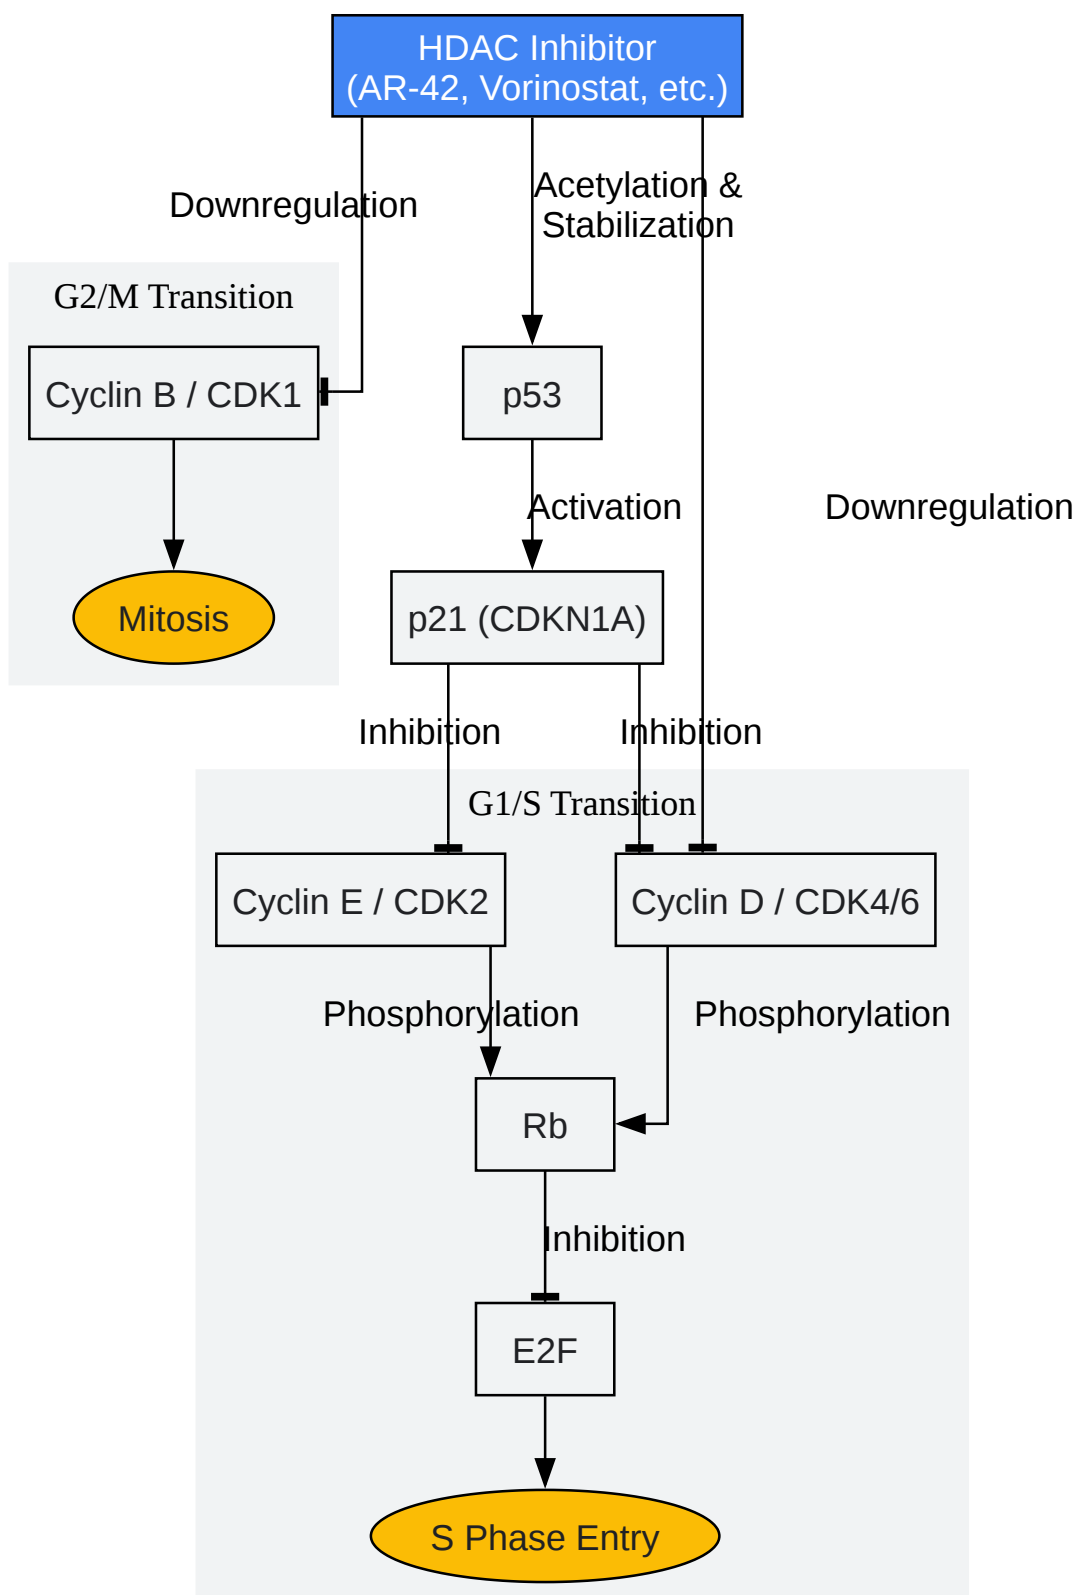 HDAC Inhibitor
(AR-42, Vorinostat, etc.)
Downregulation
Acetylation &
Stabilization
G2/M Transition
Cyclin B / CDK1
p53
Activation
Downregulation
Mitosis
p21 (CDKN1A)
Inhibition
Inhibition
G1/S Transition
Cyclin E / CDK2
Cyclin D / CDK4/6
Phosphorylation
Phosphorylation
Rb
Inhibition
E2F
S Phase Entry